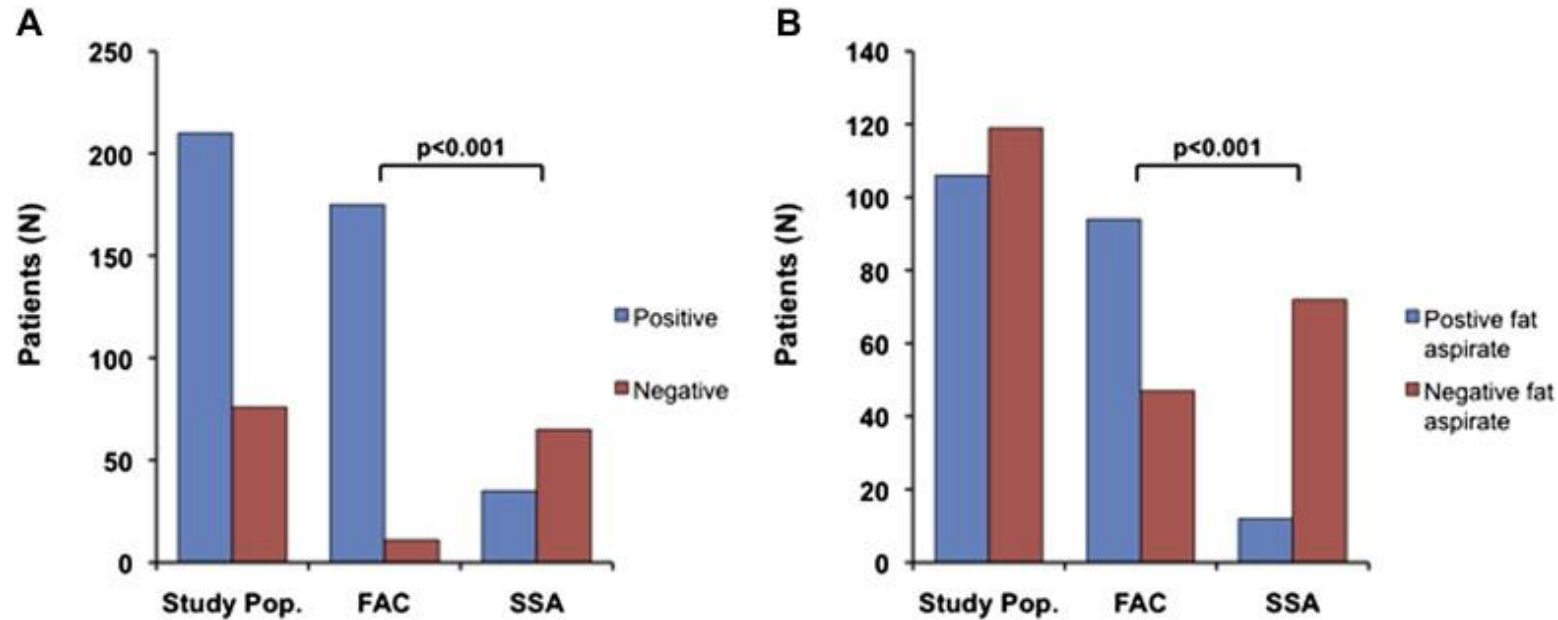 A
250
200
150
100
50
0
Patients (N)
p<0.001
Positive
Negative
Study Pop.
FAC
SSA
B
140
120
100
80
60
40
20
0
Patients (N)
p<0.001
Postive fat
aspirate
Negative fat
aspirate
Study Pop.
FAC
SSA